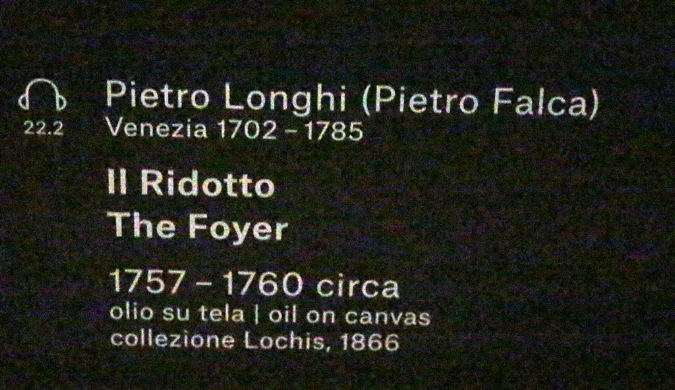 Pietro Longhi (Pietro Falca)
22.2
Venezia 1702 – 1785
Il Ridotto
The Foyer
1757 – 1760 circa
olio su tela | oil on canvas
collezione Lochis, 1866